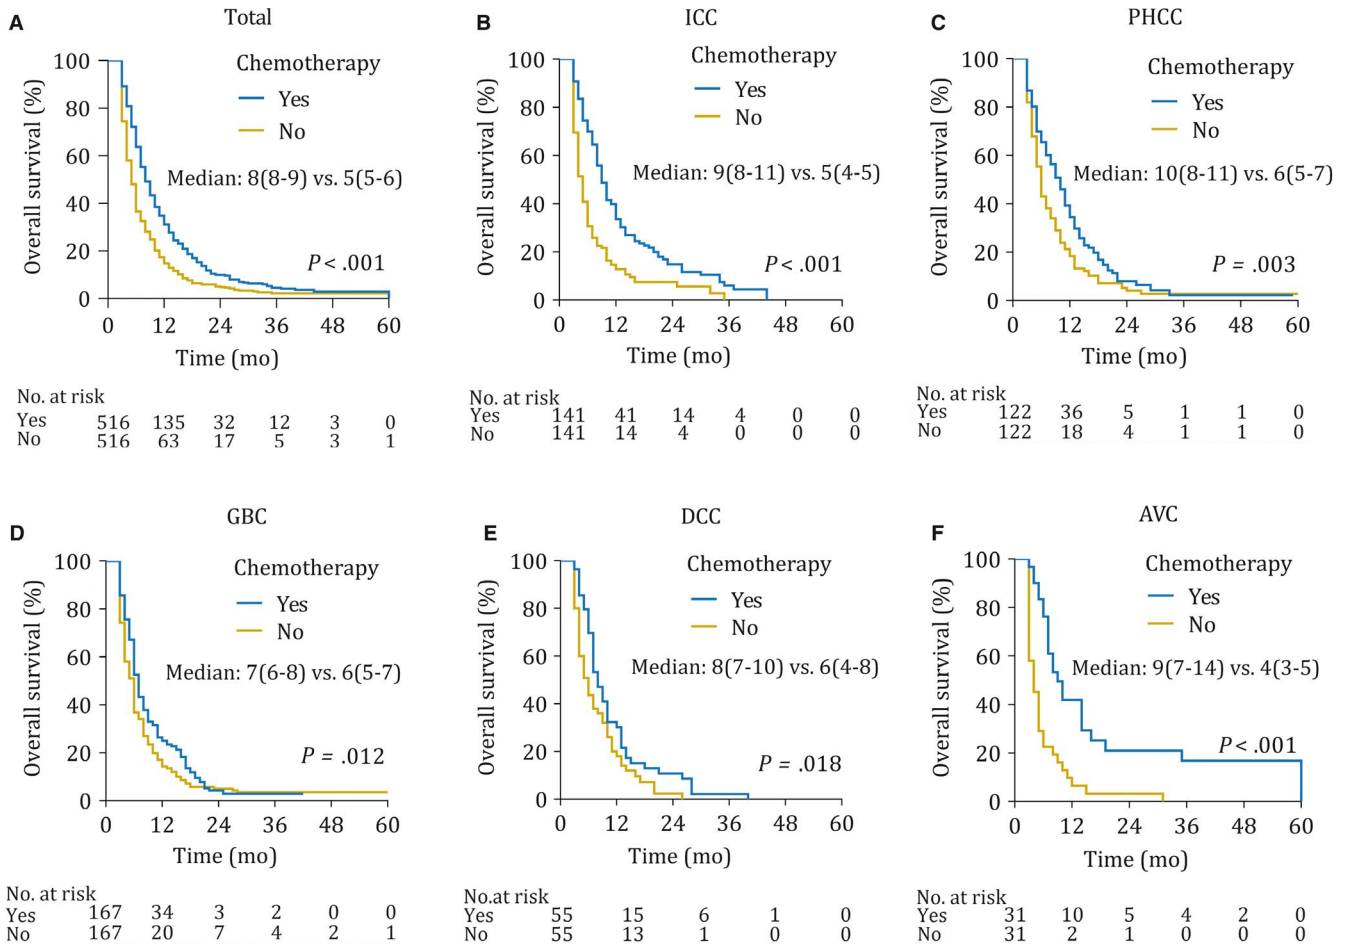 A
Total
100
80
60
40
20
0
Overall survival (%)
Chemotherapy
Yes
No
Median: 8(8-9) vs. 5(5-6)
P < .001
0 12 24 36 48 60
Time (mo)
No. at risk
Yes 516 135 32 12 3 0
No 516 63 17 5 3 1
B
ICC
100
80
60
40
20
0
Overall survival (%)
Chemotherapy
Yes
No
Median: 9(8-11) vs. 5(4-5)
P < .001
0 12 24 36 48 60
Time (mo)
No. at risk
Yes 141 41 14 4 0 0
No 141 14 4 0 0 0
C
PHCC
100
80
60
40
20
0
Overall survival (%)
Chemotherapy
Yes
No
Median: 10(8-11) vs. 6(5-7)
P = .003
0 12 24 36 48 60
Time (mo)
No. at risk
Yes 122 36 5 1 1 0
No 122 18 4 1 1 0
D
GBC
100
80
60
40
20
0
Overall survival (%)
Chemotherapy
Yes
No
Median: 7(6-8) vs. 6(5-7)
P = .012
0 12 24 36 48 60
Time (mo)
No. at risk
Yes 167 34 3 2 0 0
No 167 20 7 4 2 1
E
DCC
100
80
60
40
20
0
Overall survival (%)
Chemotherapy
Yes
No
Median: 8(7-10) vs. 6(4-8)
P = .018
0 12 24 36 48 60
Time (mo)
No.at risk
Yes 55 15 6 1 0
No 55 13 1 0 0
F
AVC
100
80
60
40
20
0
Overall survival (%)
Chemotherapy
Yes
No
Median: 9(7-14) vs. 4(3-5)
P < .001
0 12 24 36 48 60
Time (mo)
No. at risk
Yes 31 10 5 4 2 0
No 31 2 1 0 0 0